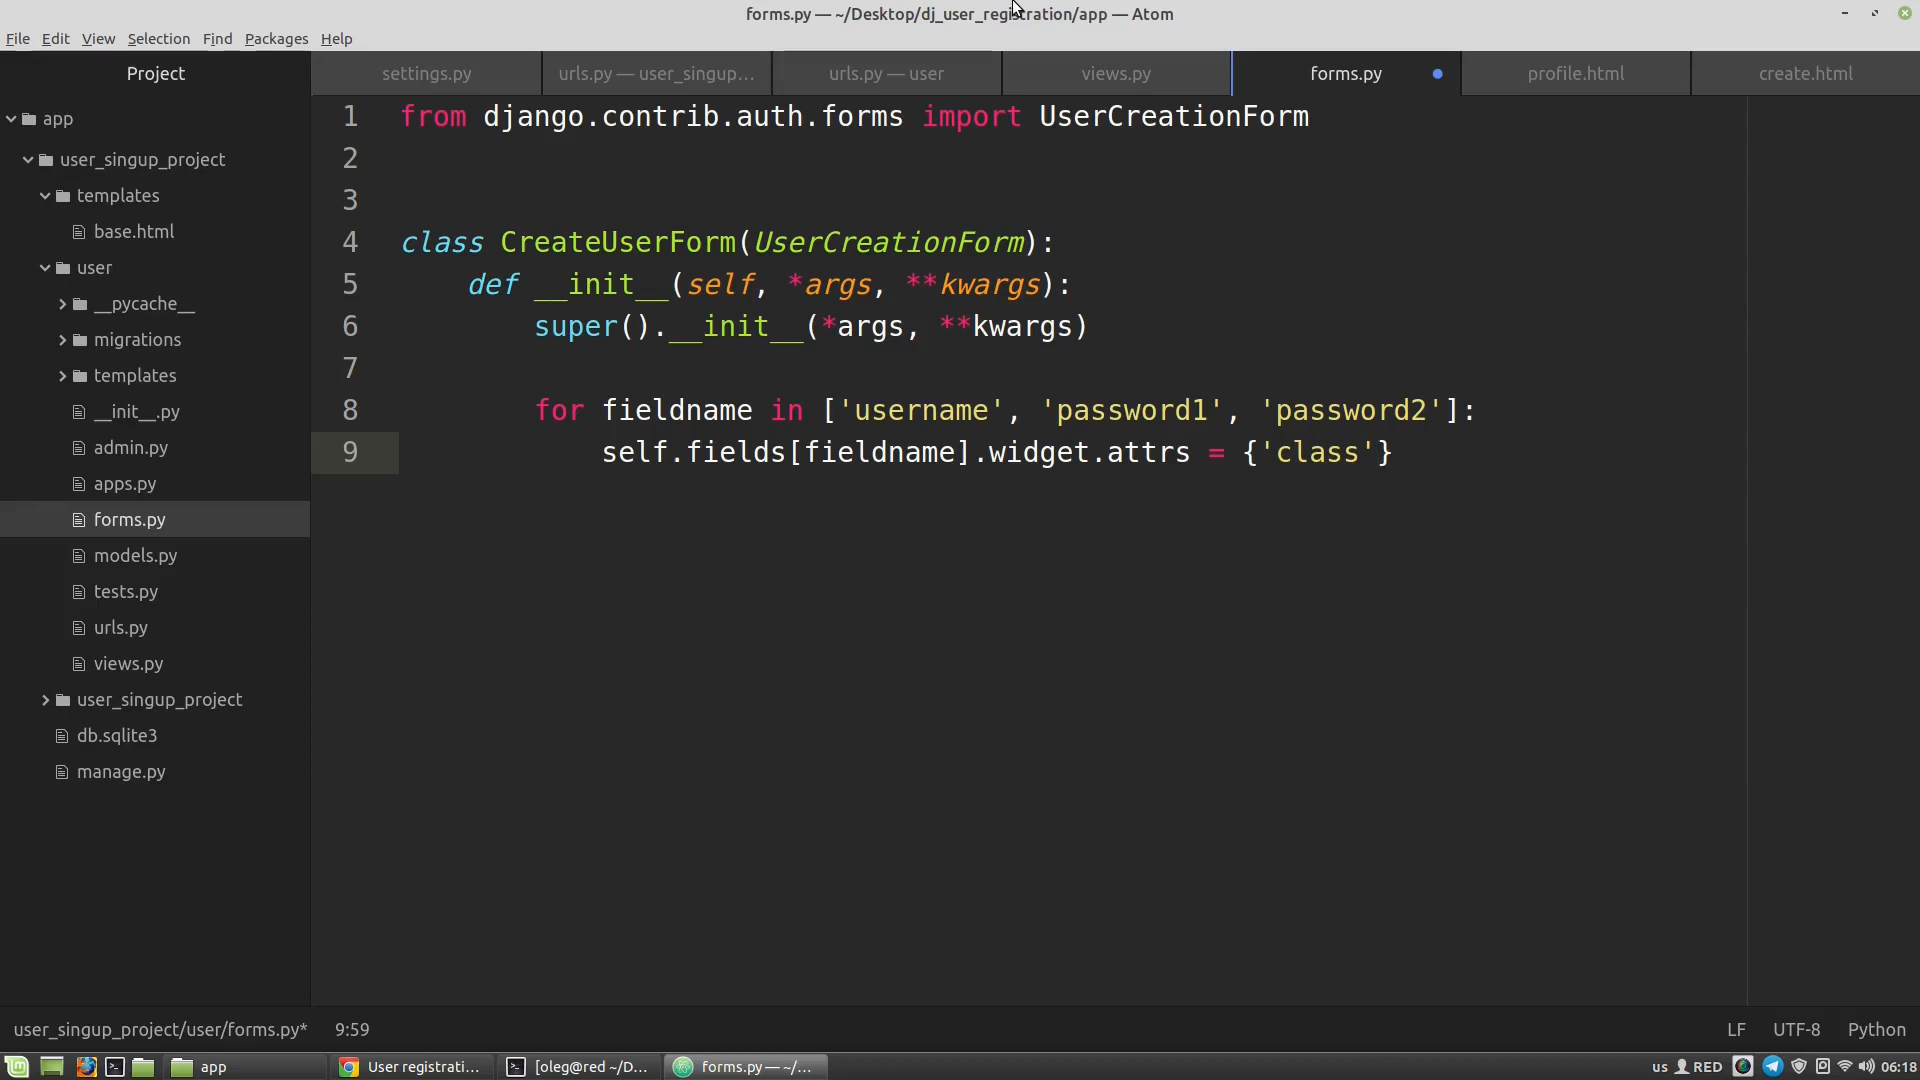 forms.py — ~/Desktop/dj_user_registration/app — Atom
File Edit View Selection Find Packages Help
Project
settings.py
urls.py — user_singup...
urls.py — user
views.py
forms.py
profile.html
create.html
app
user_singup_project
templates
base.html
user
__pycache__
migrations
templates
__init__.py
admin.py
apps.py
forms.py
models.py
tests.py
urls.py
views.py
user_singup_project
db.sqlite3
manage.py
1 from django.contrib.auth.forms import UserCreationForm
2
3
4 class CreateUserForm(UserCreationForm):
5     def __init__(self, *args, **kwargs):
6         super().__init__(*args, **kwargs)
7
8         for fieldname in ['username', 'password1', 'password2']:
9             self.fields[fieldname].widget.attrs = {'class'}
user_singup_project/user/forms.py* 9:59
LF UTF-8 Python
app
User registrati...
[oleg@red ~/D...
forms.py — ~/...
us RED 06:18